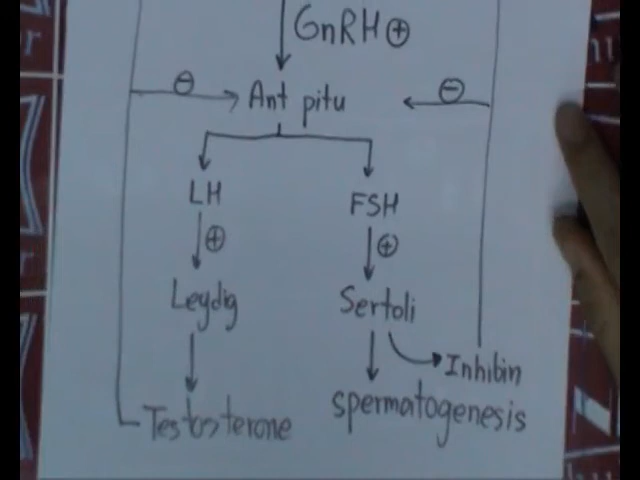 GnRH ⊕
⊖ Ant pitu ⊖
LH FSH
⊕ ⊕
Leydig Sertoli
Inhibin
Testosterone spermatogenesis